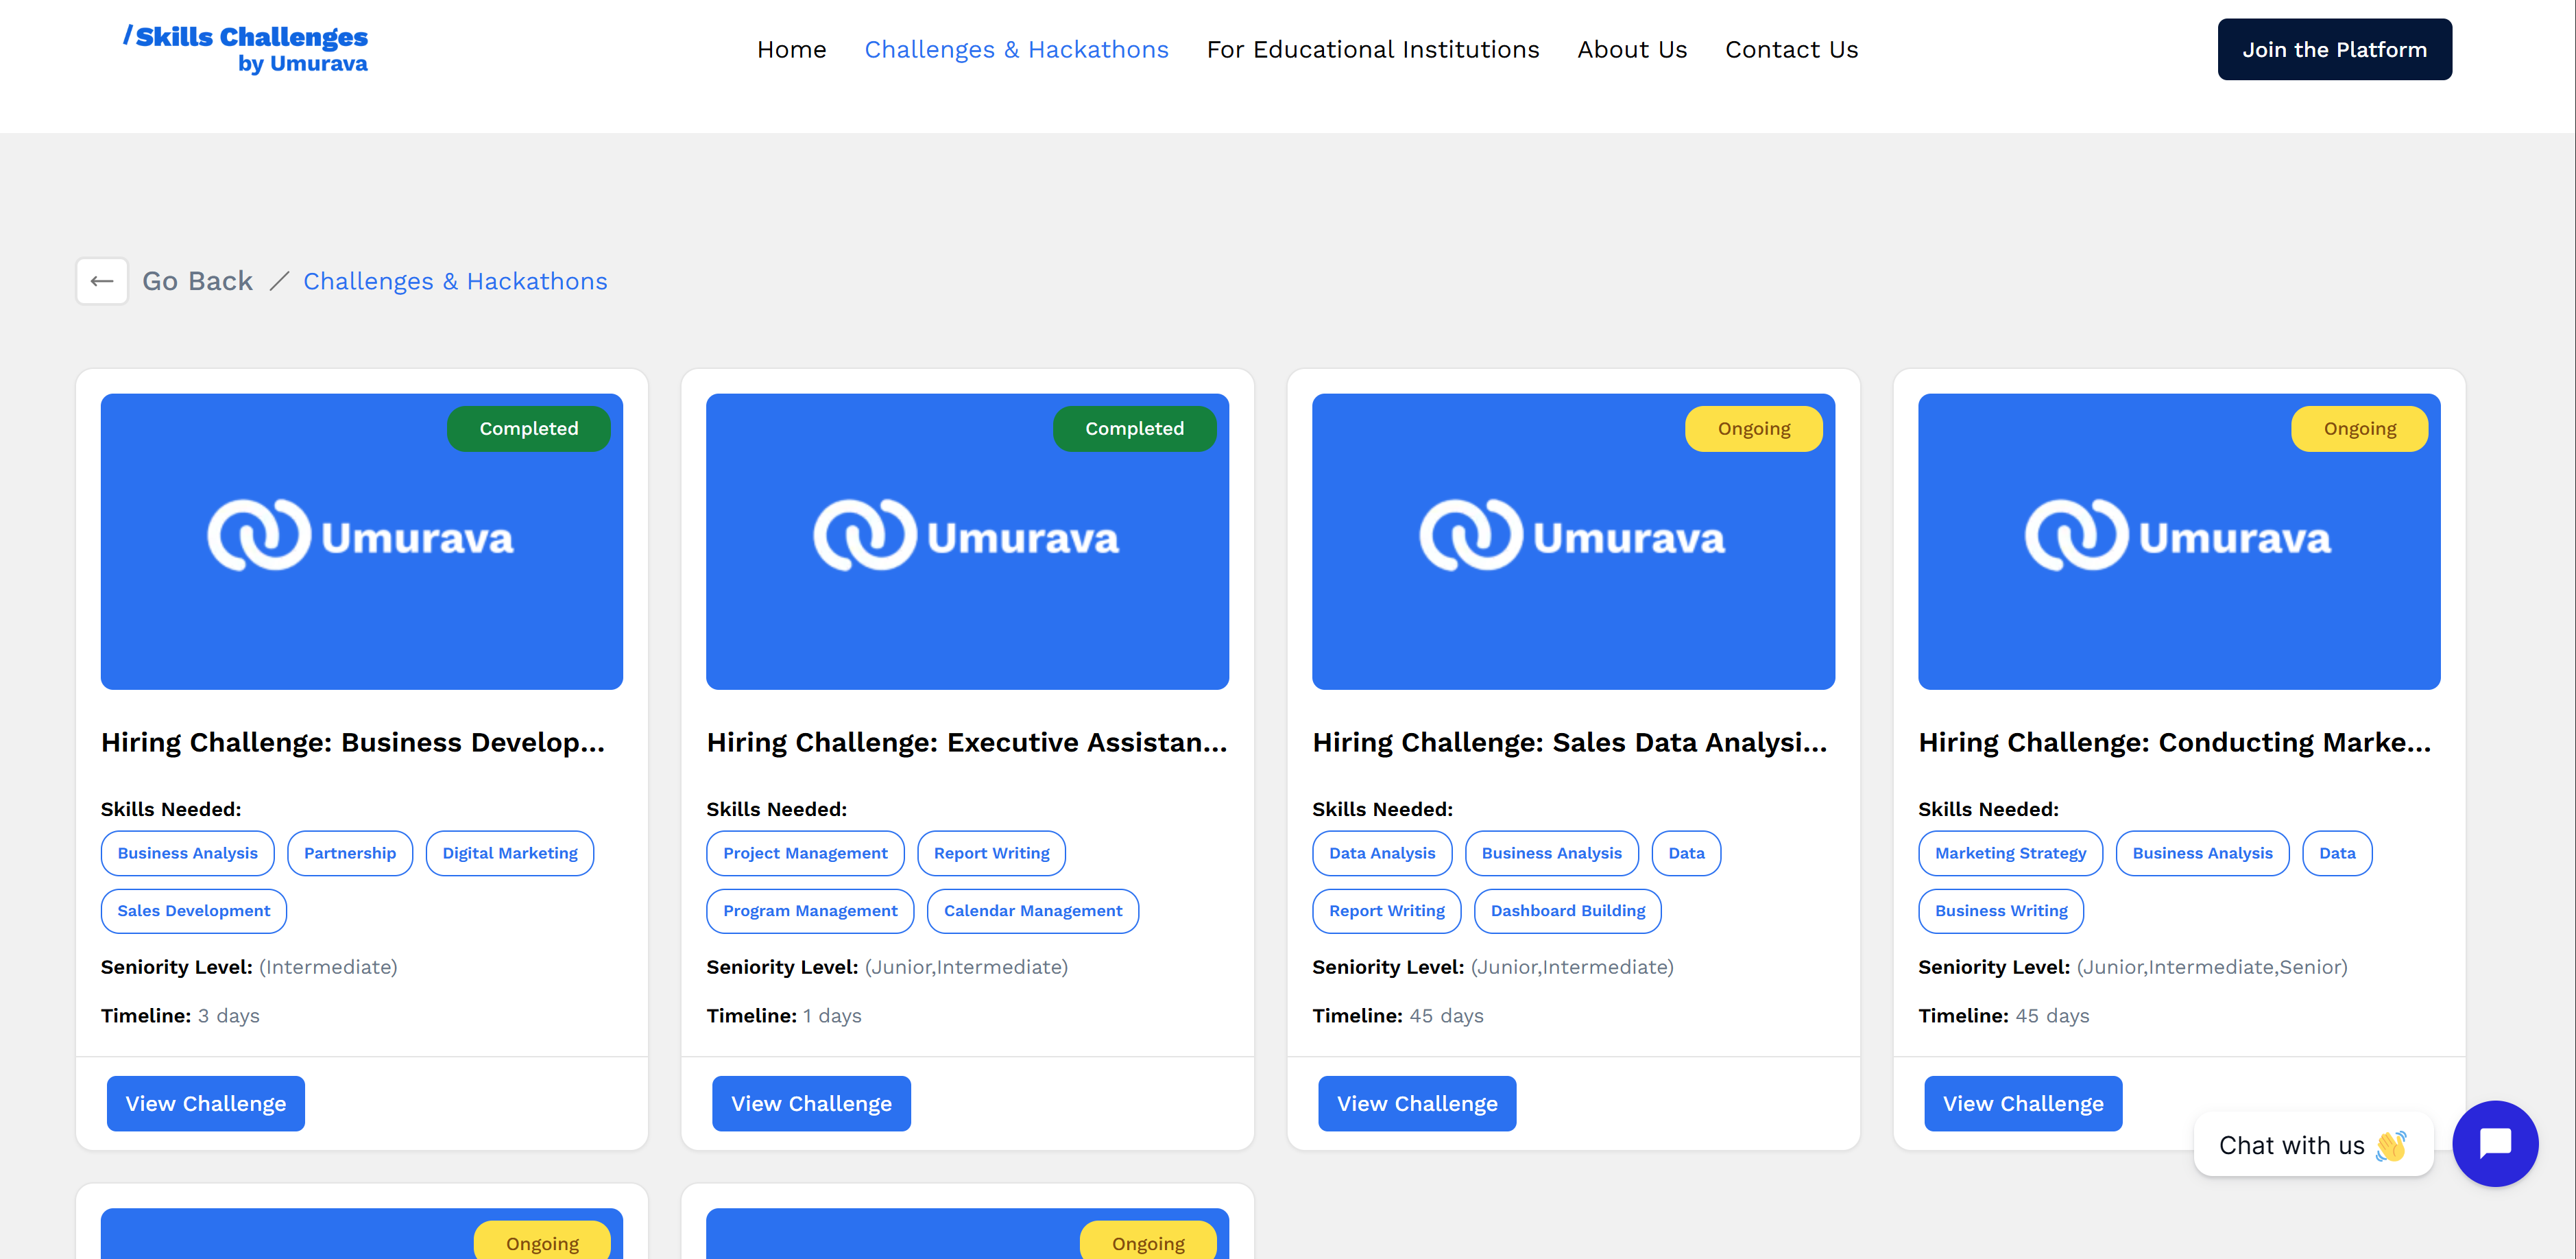 /Skills Challenges
by Umurava
Home
Challenges & Hackathons
For Educational Institutions
About Us
Contact Us
Join the Platform
← Go Back / Challenges & Hackathons
Completed
Umurava
Hiring Challenge: Business Develop...
Skills Needed:
Business Analysis
Partnership
Digital Marketing
Sales Development
Seniority Level: (Intermediate)
Timeline: 3 days
View Challenge
Completed
Umurava
Hiring Challenge: Executive Assistan...
Skills Needed:
Project Management
Report Writing
Program Management
Calendar Management
Seniority Level: (Junior,Intermediate)
Timeline: 1 days
View Challenge
Ongoing
Umurava
Hiring Challenge: Sales Data Analysi...
Skills Needed:
Data Analysis
Business Analysis
Data
Report Writing
Dashboard Building
Seniority Level: (Junior,Intermediate)
Timeline: 45 days
View Challenge
Ongoing
Umurava
Hiring Challenge: Conducting Marke...
Skills Needed:
Marketing Strategy
Business Analysis
Data
Business Writing
Seniority Level: (Junior,Intermediate,Senior)
Timeline: 45 days
View Challenge
Chat with us 👋
Ongoing
Ongoing